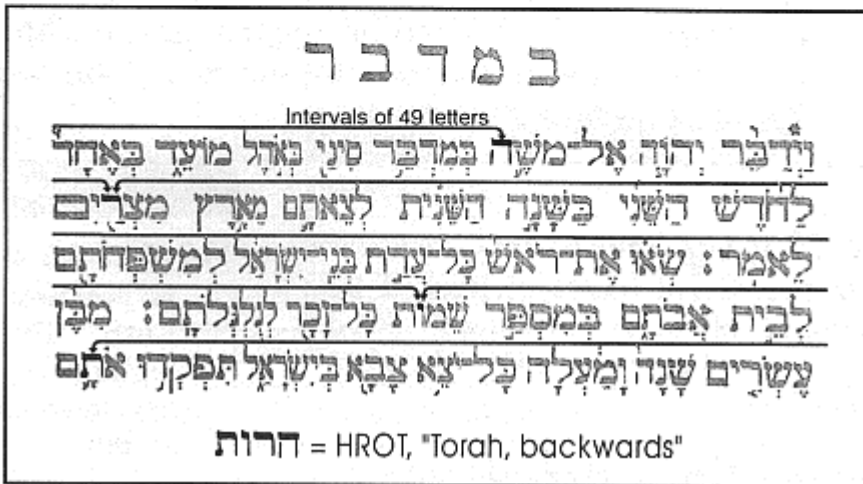 ב מ ד ב ר
Intervals of 49 letters
וַיְדַבֵּר יְהוָה אֶל־מֹשֶׁה בְּמִדְבַּר סִינַי בְּאֹהֶל מוֹעֵד בְּאֶחָד
לַחֹדֶשׁ הַשֵּׁנִי בַּשָּׁנָה הַשֵּׁנִית לְצֵאתָם מֵאֶרֶץ מִצְרַיִם
לֵאמֹר: שְׂאוּ אֶת־רֹאשׁ כָּל־עֲדַת בְּנֵי־יִשְׂרָאֵל לְמִשְׁפְּחֹתָם
לְבֵית אֲבֹתָם בְּמִסְפַּר שֵׁמוֹת כָּל־זָכָר לְגֻלְגְּלֹתָם: מִבֶּן
עֶשְׂרִים שָׁנָה וָמַעְלָה כָּל־יֹצֵא צָבָא בְּיִשְׂרָאֵל תִּפְקְדוּ אֹתָם
הרות = HROT, "Torah, backwards"